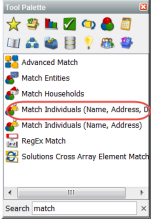 Tool Palette
Advanced Match
Match Entities
Match Households
Match Individuals (Name, Address, D
Match Individuals (Name, Address)
RegEx Match
Solutions Cross Array Element Match
Search match